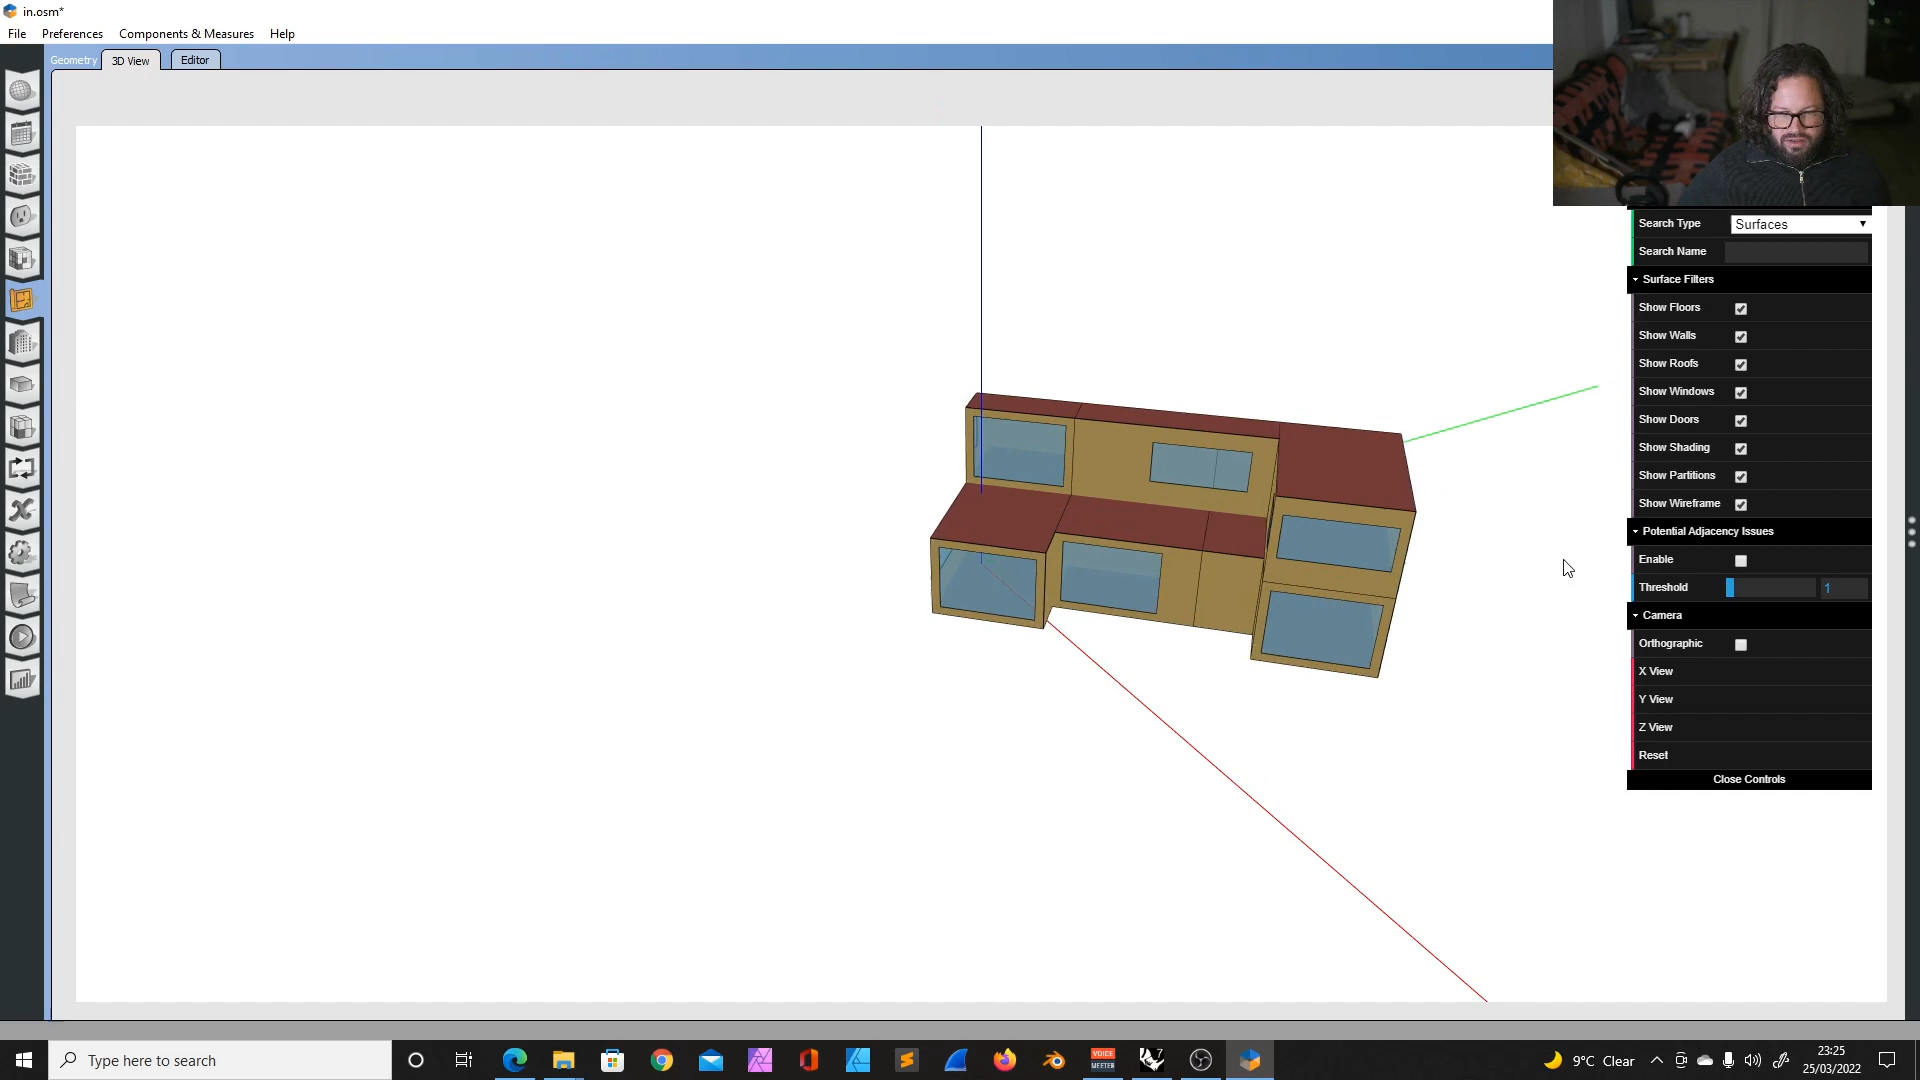 in.osm*
File Preferences Components & Measures Help
Geometry 3D View Editor
Search Type Surfaces
Search Name
Surface Filters
Show Floors
Show Walls
Show Roofs
Show Windows
Show Doors
Show Shading
Show Partitions
Show Wireframe
Potential Adjacency Issues
Enable
Threshold 1
Camera
Orthographic
X View
Y View
Z View
Reset
Close Controls
Type here to search
VOICE
MEETER
7
9°C Clear
23:25
25/03/2022